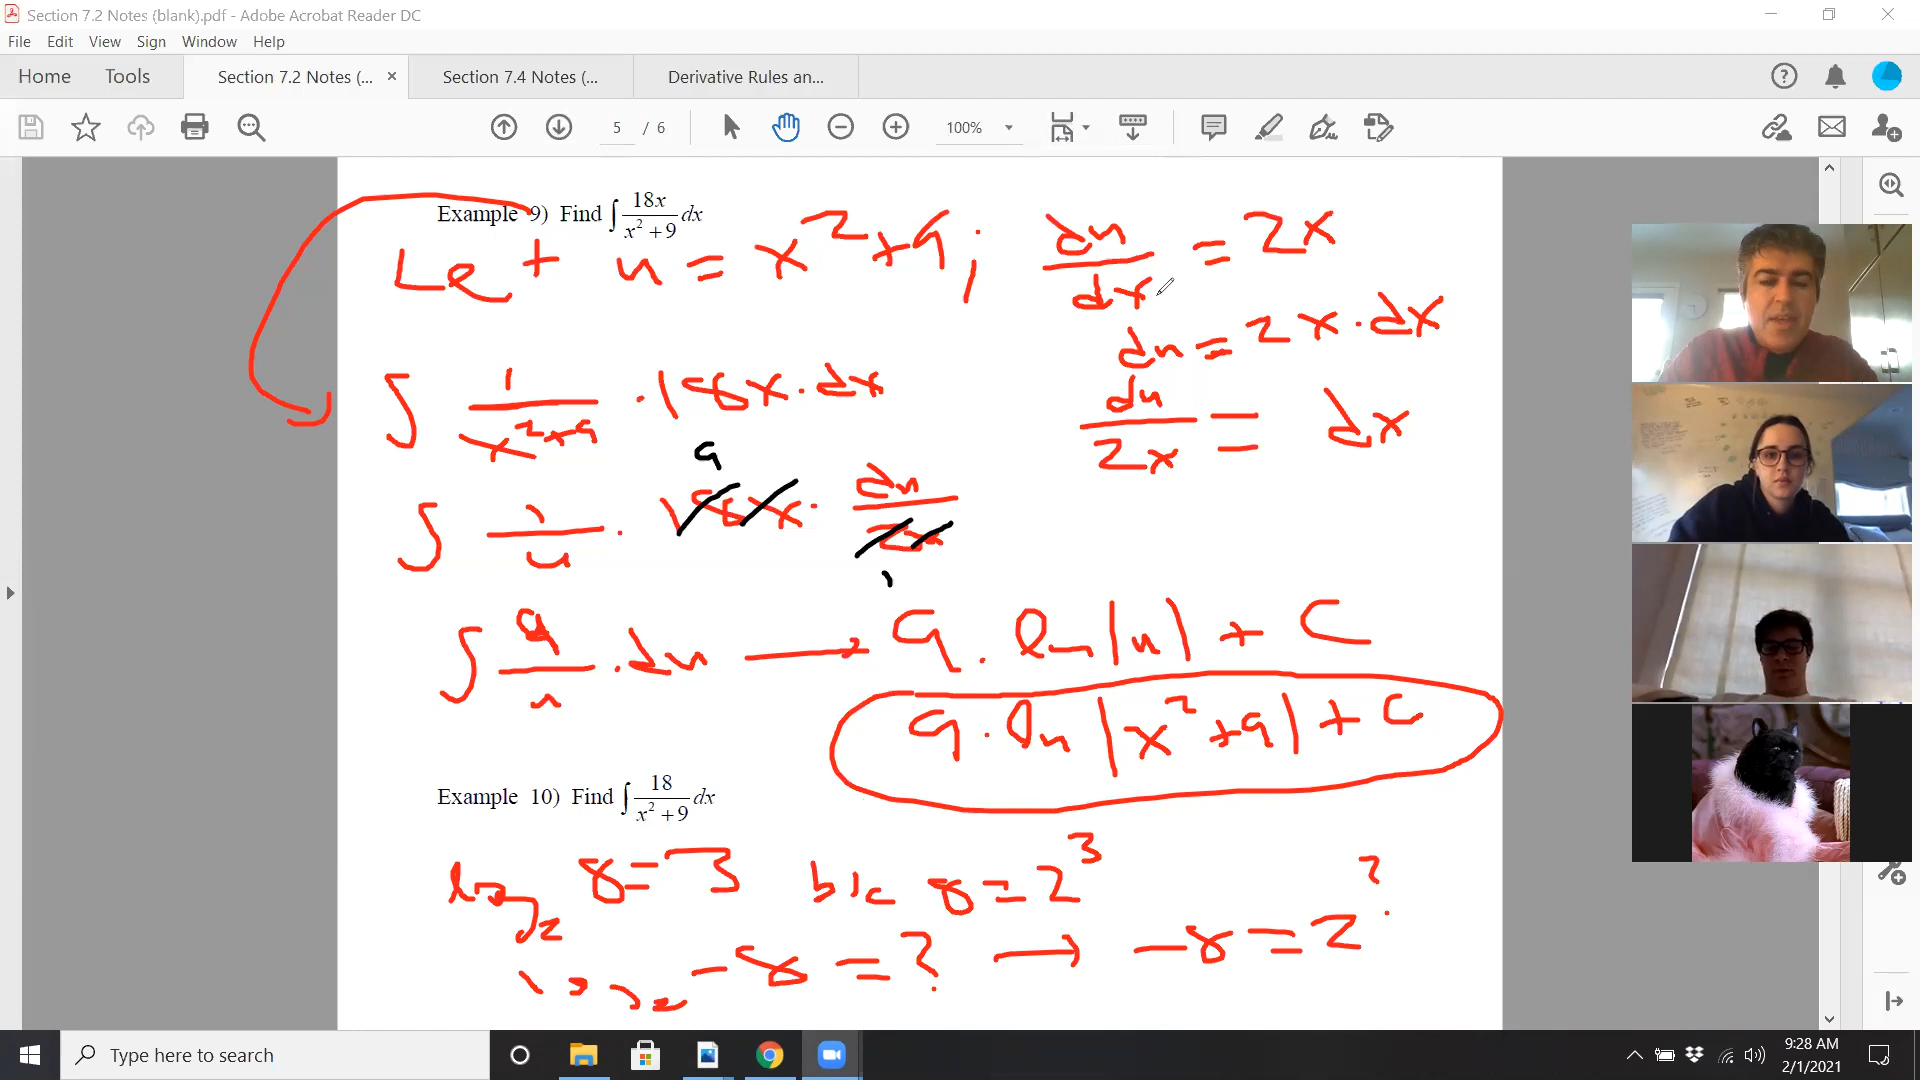 Section 7.2 Notes (blank).pdf - Adobe Acrobat Reader DC
File Edit View Sign Window Help
Home Tools Section 7.2 Notes (... × Section 7.4 Notes (... Derivative Rules an...
5 / 6 100%
Example 9) Find ∫ 18x/(x² + 9) dx
Let u = x² + 9 ; du/dx = 2x
du = 2x · dx
∫ 1/(x² + 9) · 18x · dx
du/2x = dx
9
∫ 1/u · 18x · du/2x
1
∫ 9/u · du → 9 · ln|u| + C
9 · ln|x² + 9| + C
Example 10) Find ∫ 18/(x² + 9) dx
log₂ 8 = 3 b/c 8 = 2³
log₂ -8 = ? → -8 = 2^?
Type here to search
9:28 AM
2/1/2021